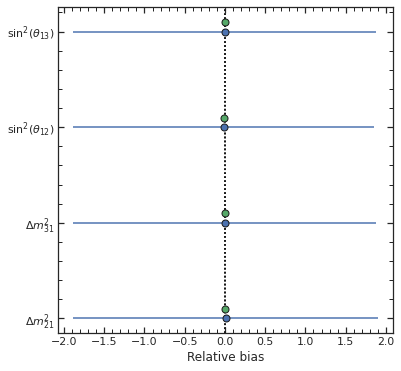 sin²(θ₁₃)
sin²(θ₁₂)
Δm²₃₁
Δm²₂₁
−2.0 −1.5 −1.0 −0.5 0.0 0.5 1.0 1.5 2.0
Relative bias